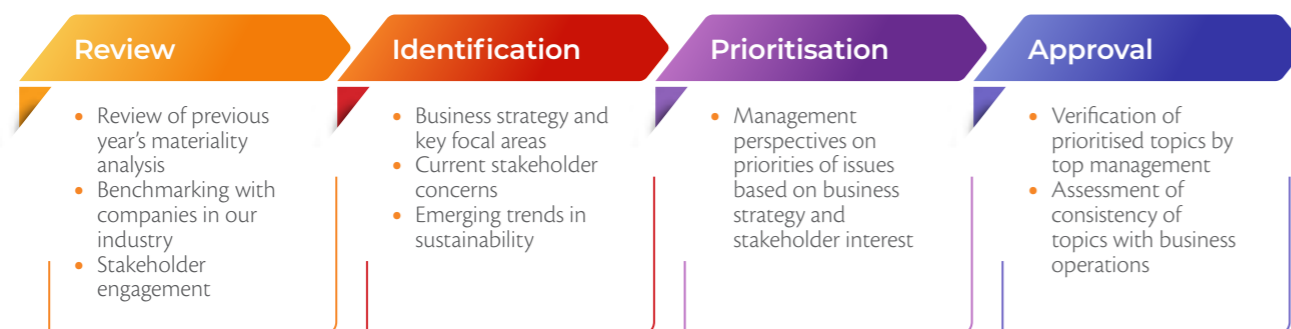 Review
• Review of previous
year's materiality
analysis
• Benchmarking with
companies in our
industry
• Stakeholder
engagement
Identification
• Business strategy and
key focal areas
• Current stakeholder
concerns
• Emerging trends in
sustainability
Prioritisation
• Management
perspectives on
priorities of issues
based on business
strategy and
stakeholder interest
Approval
• Verification of
prioritised topics by
top management
• Assessment of
consistency of
topics with business
operations